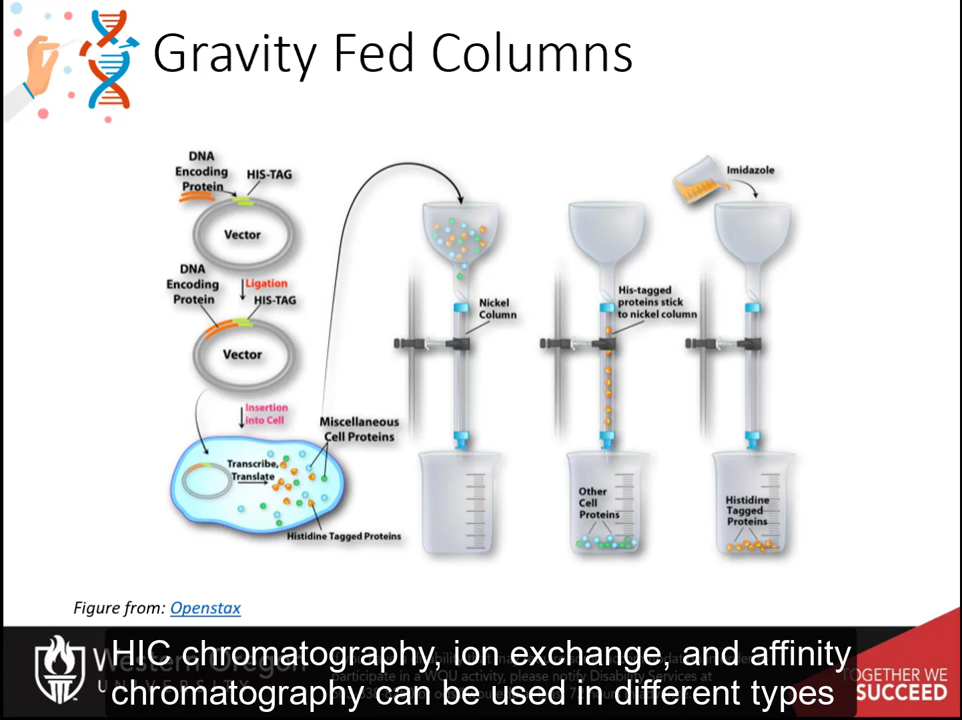 Gravity Fed Columns
DNA
Encoding
Protein
HIS-TAG
Vector
DNA
Encoding
Protein
Ligation
HIS-TAG
Vector
Insertion
into Cell
Miscellaneous
Cell Proteins
Transcribe,
Translate
Histidine Tagged Proteins
Nickel
Column
His-tagged
proteins stick
to nickel column
Imidazole
Other
Cell
Proteins
Histidine
Tagged
Proteins
Figure from: Openstax
HIC chromatography, ion exchange, and affinity
chromatography can be used in different types
TOGETHER WE
SUCCEED